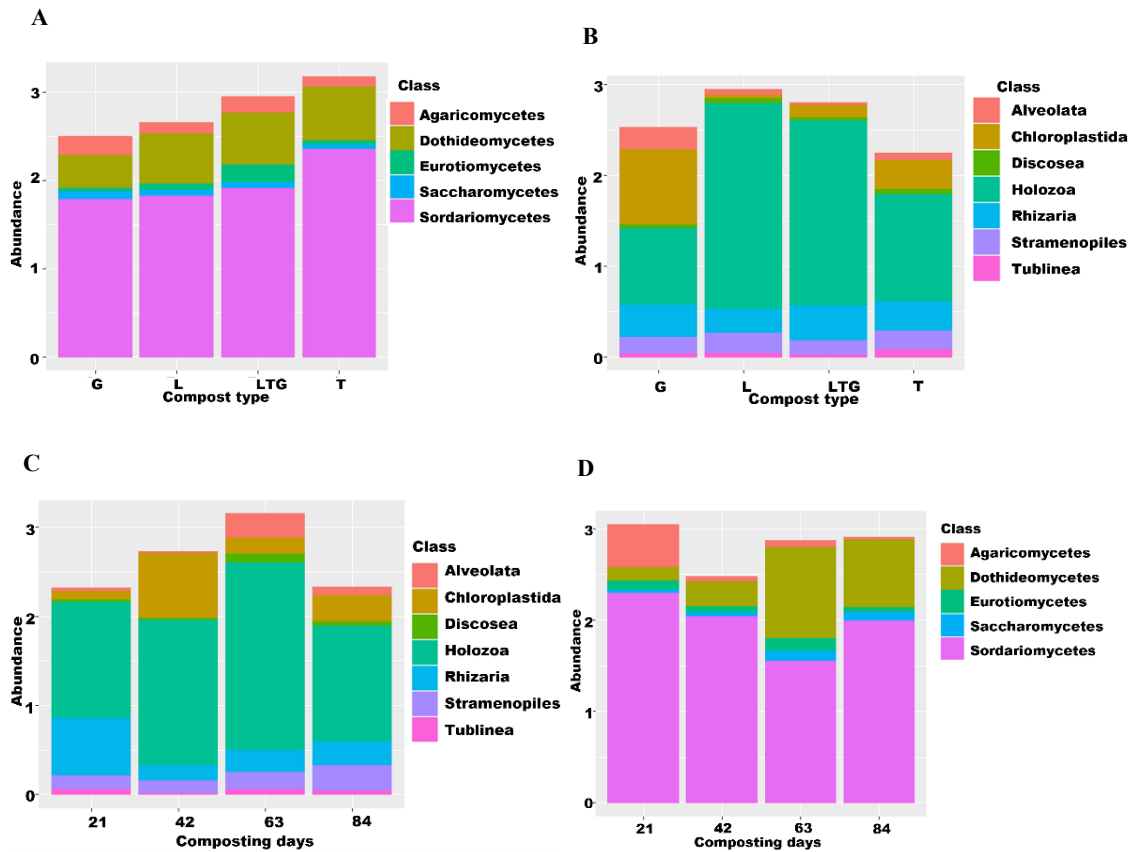 A
3
2
1
0
Abundance
G
L
LTG
T
Compost type
Class
Agaricomycetes
Dothideomycetes
Eurotiomycetes
Saccharomycetes
Sordariomycetes
B
3
2
1
0
Abundance
G
L
LTG
T
Compost type
Class
Alveolata
Chloroplastida
Discosea
Holozoa
Rhizaria
Stramenopiles
Tublinea
C
3
2
1
0
Abundance
21
42
63
84
Composting days
Class
Alveolata
Chloroplastida
Discosea
Holozoa
Rhizaria
Stramenopiles
Tublinea
D
3
2
1
0
Abundance
21
42
63
84
Composting days
Class
Agaricomycetes
Dothideomycetes
Eurotiomycetes
Saccharomycetes
Sordariomycetes